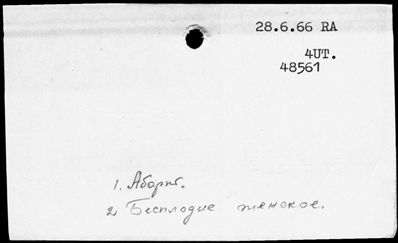 28.6.66 RA
4UT.
48561
1. Аборт.
2. Бесплодие женское.